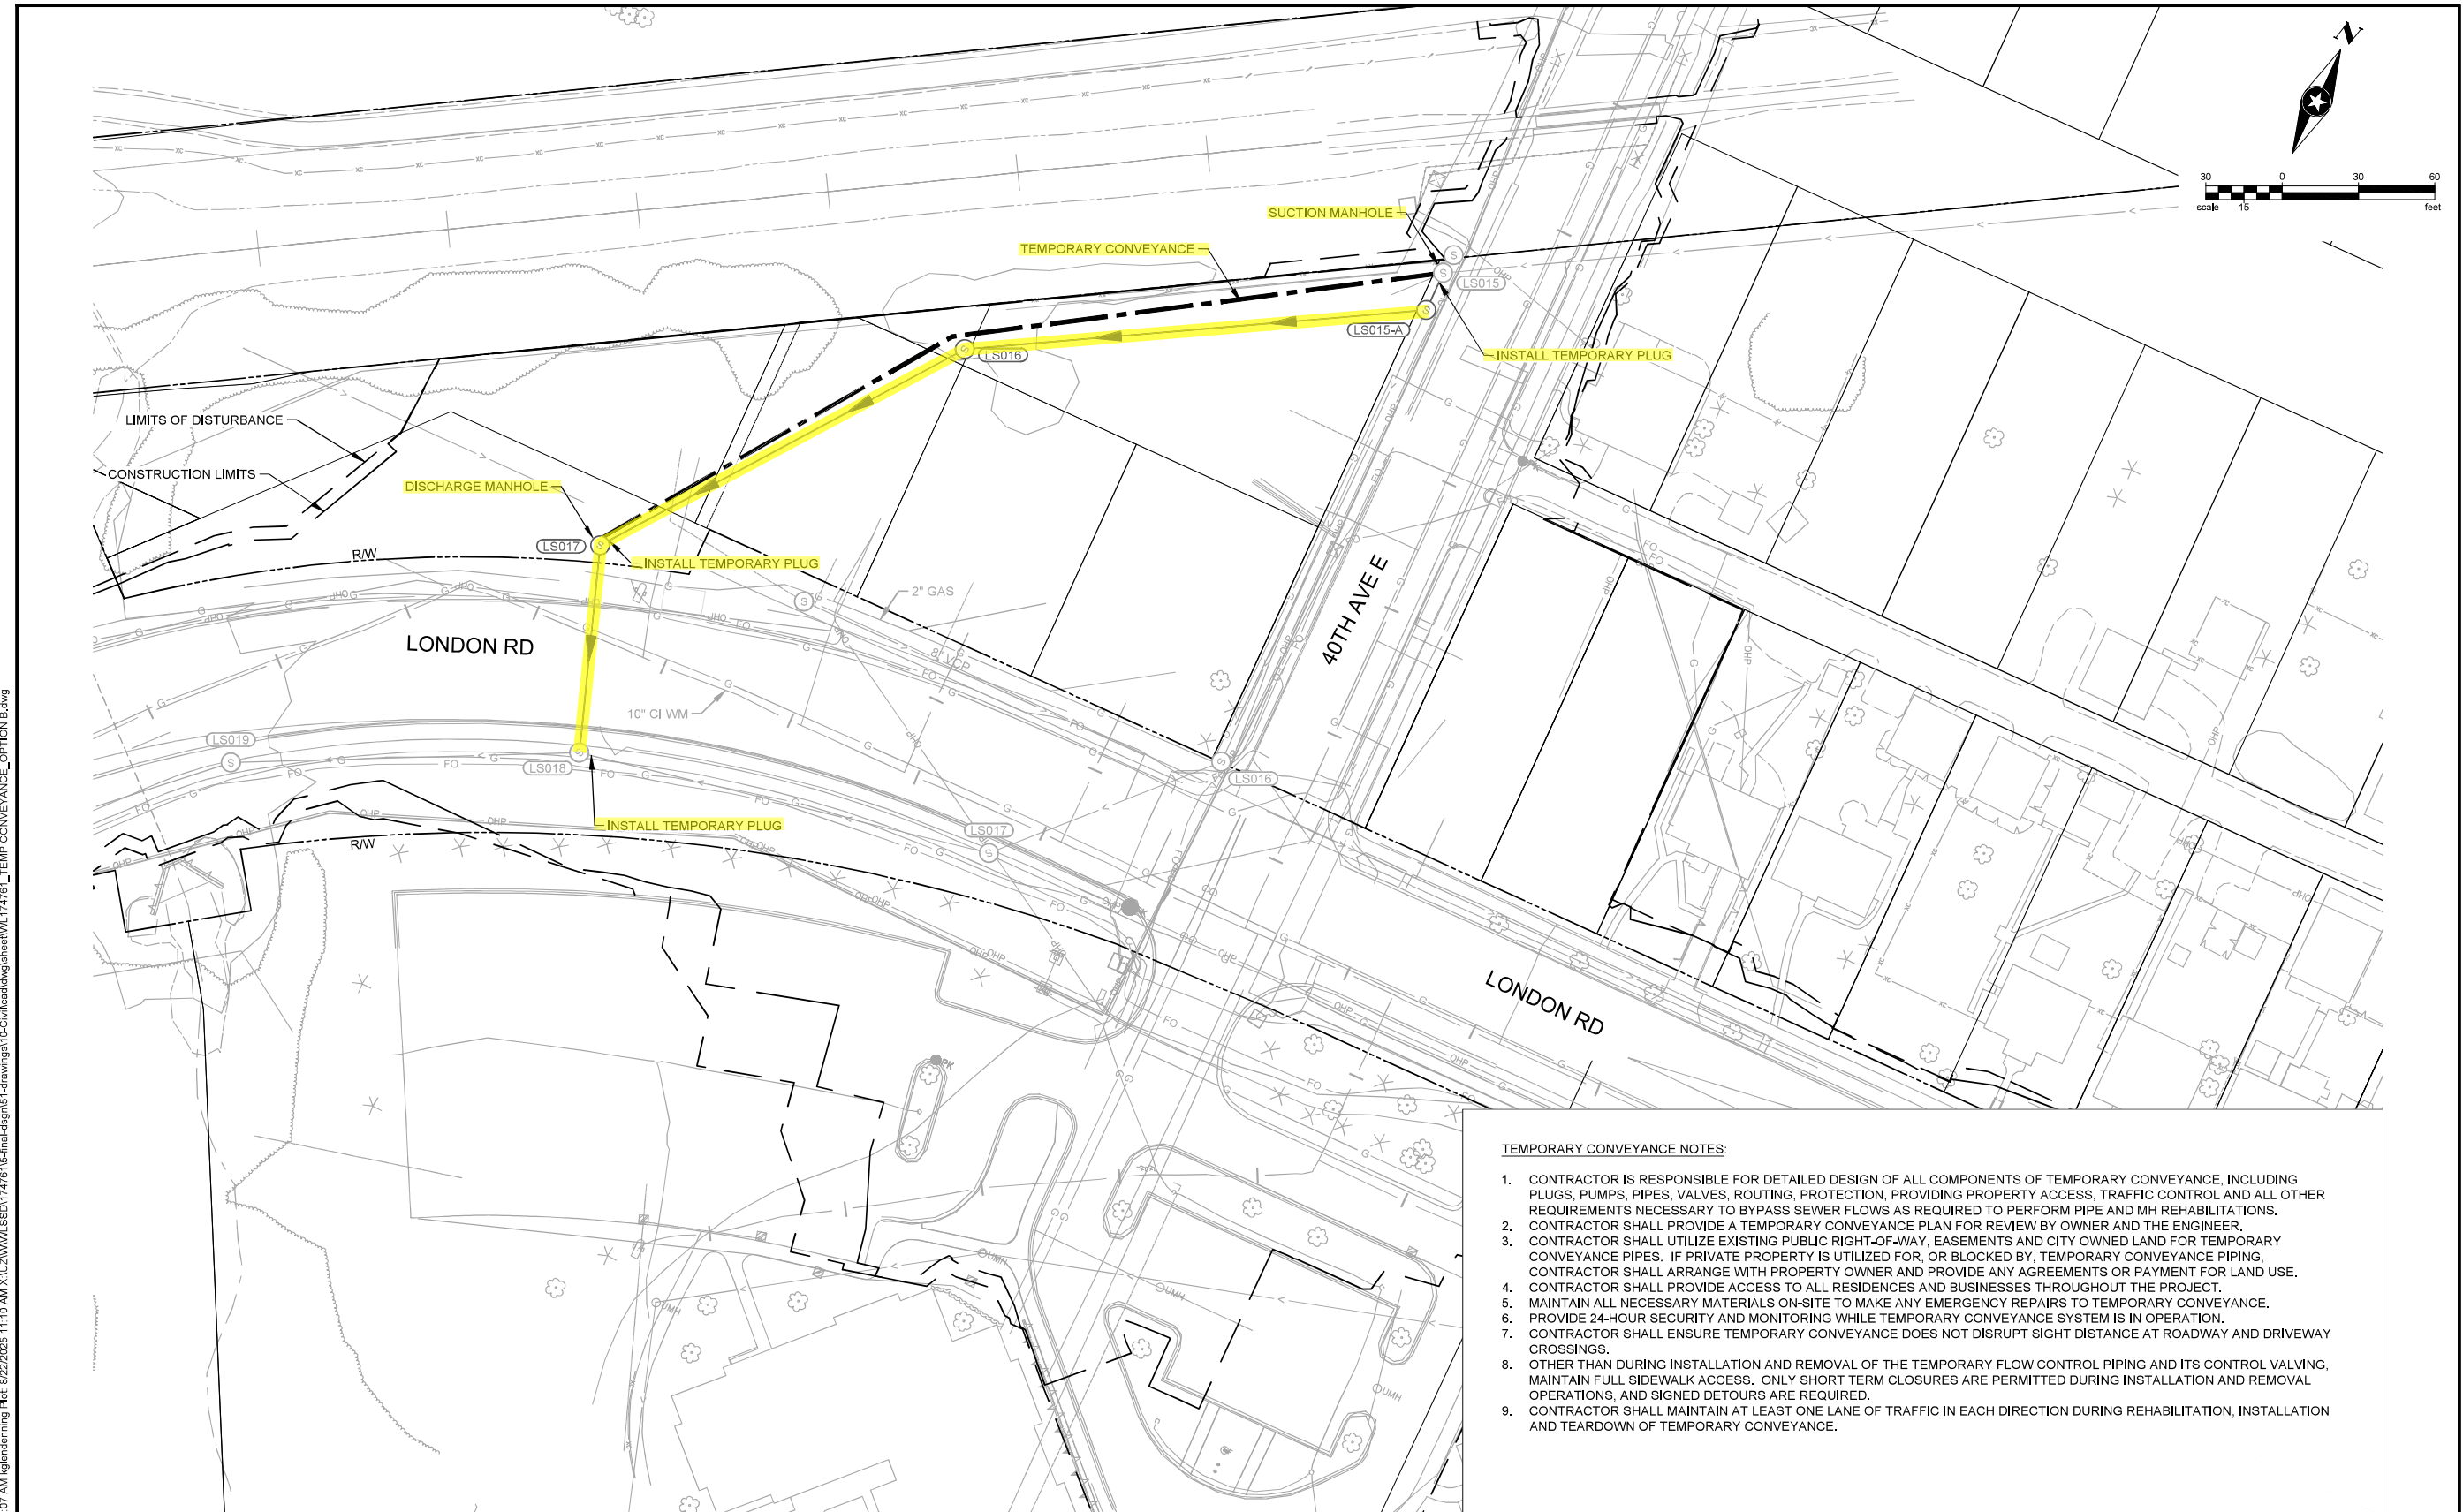 N
30 0 30 60
scale 15 feet
SUCTION MANHOLE
TEMPORARY CONVEYANCE
LS015
LS015-A
INSTALL TEMPORARY PLUG
LS016
LIMITS OF DISTURBANCE
CONSTRUCTION LIMITS
DISCHARGE MANHOLE
LS017
INSTALL TEMPORARY PLUG
R/W
2" GAS
LONDON RD
8" VCP
40TH AVE E
10" CI WM
LS019
LS018
LS016
INSTALL TEMPORARY PLUG
LS017
R/W
LONDON RD
PK
UMH
UMH
UMH
UMH
TEMPORARY CONVEYANCE NOTES:
1. CONTRACTOR IS RESPONSIBLE FOR DETAILED DESIGN OF ALL COMPONENTS OF TEMPORARY CONVEYANCE, INCLUDING
PLUGS, PUMPS, PIPES, VALVES, ROUTING, PROTECTION, PROVIDING PROPERTY ACCESS, TRAFFIC CONTROL AND ALL OTHER
REQUIREMENTS NECESSARY TO BYPASS SEWER FLOWS AS REQUIRED TO PERFORM PIPE AND MH REHABILITATIONS.
2. CONTRACTOR SHALL PROVIDE A TEMPORARY CONVEYANCE PLAN FOR REVIEW BY OWNER AND THE ENGINEER.
3. CONTRACTOR SHALL UTILIZE EXISTING PUBLIC RIGHT-OF-WAY, EASEMENTS AND CITY OWNED LAND FOR TEMPORARY
CONVEYANCE PIPES. IF PRIVATE PROPERTY IS UTILIZED FOR, OR BLOCKED BY, TEMPORARY CONVEYANCE PIPING,
CONTRACTOR SHALL ARRANGE WITH PROPERTY OWNER AND PROVIDE ANY AGREEMENTS OR PAYMENT FOR LAND USE.
4. CONTRACTOR SHALL PROVIDE ACCESS TO ALL RESIDENCES AND BUSINESSES THROUGHOUT THE PROJECT.
5. MAINTAIN ALL NECESSARY MATERIALS ON-SITE TO MAKE ANY EMERGENCY REPAIRS TO TEMPORARY CONVEYANCE.
6. PROVIDE 24-HOUR SECURITY AND MONITORING WHILE TEMPORARY CONVEYANCE SYSTEM IS IN OPERATION.
7. CONTRACTOR SHALL ENSURE TEMPORARY CONVEYANCE DOES NOT DISRUPT SIGHT DISTANCE AT ROADWAY AND DRIVEWAY
CROSSINGS.
8. OTHER THAN DURING INSTALLATION AND REMOVAL OF THE TEMPORARY FLOW CONTROL PIPING AND ITS CONTROL VALVING,
MAINTAIN FULL SIDEWALK ACCESS. ONLY SHORT TERM CLOSURES ARE PERMITTED DURING INSTALLATION AND REMOVAL
OPERATIONS, AND SIGNED DETOURS ARE REQUIRED.
9. CONTRACTOR SHALL MAINTAIN AT LEAST ONE LANE OF TRAFFIC IN EACH DIRECTION DURING REHABILITATION, INSTALLATION
AND TEARDOWN OF TEMPORARY CONVEYANCE.